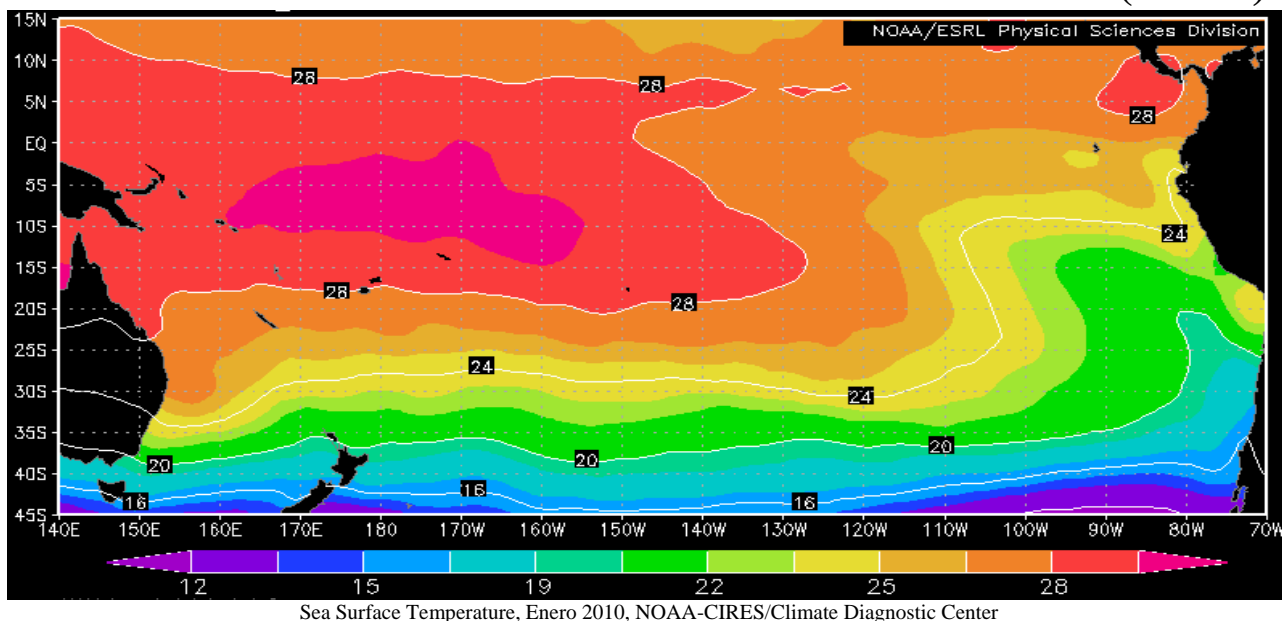 15N
NOAA/ESRL Physical Sciences Division
10N
28
28
28
5N
28
EQ
5S
10S
24
15S
28
28
20S
25S
24
30S
24
35S
20
20
20
40S
16
16
16
45S
140E 150E 160E 170E 180 170W 160W 150W 140W 130W 120W 110W 100W 90W 80W 70W
12 15 19 22 25 28
Sea Surface Temperature, Enero 2010, NOAA-CIRES/Climate Diagnostic Center